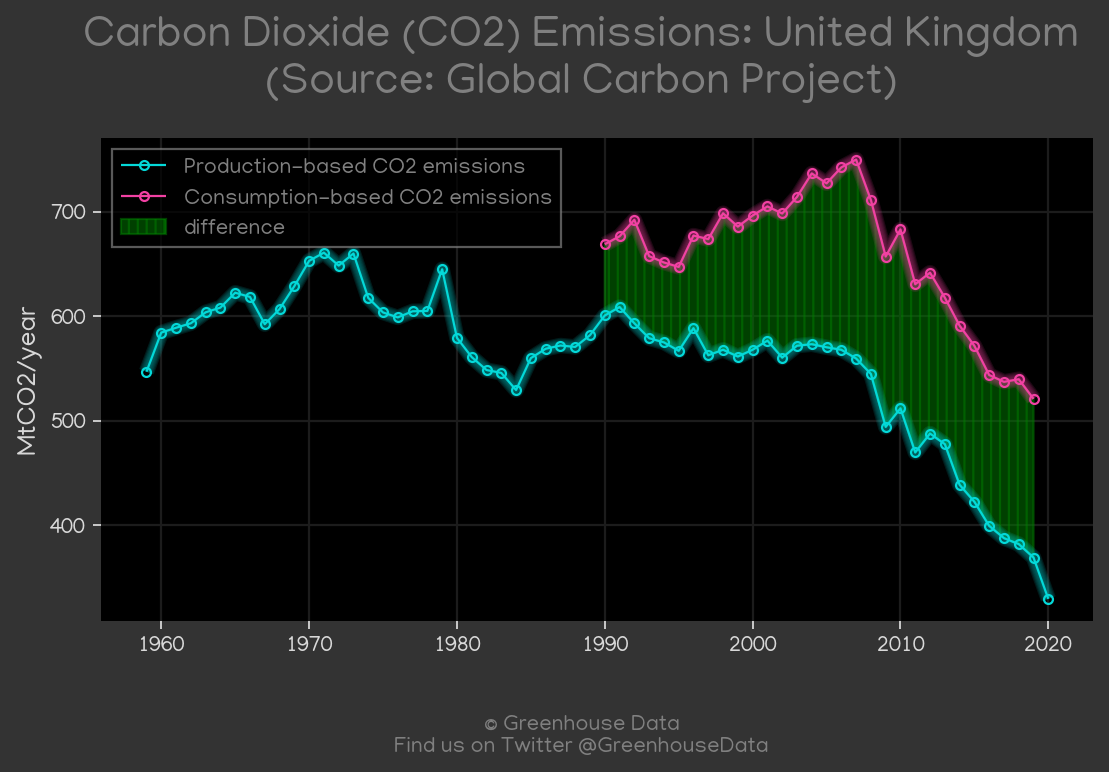 Carbon Dioxide (CO2) Emissions: United Kingdom
(Source: Global Carbon Project)
Production-based CO2 emissions
Consumption-based CO2 emissions
difference
MtCO2/year
700
600
500
400
1960 1970 1980 1990 2000 2010 2020
© Greenhouse Data
Find us on Twitter @GreenhouseData